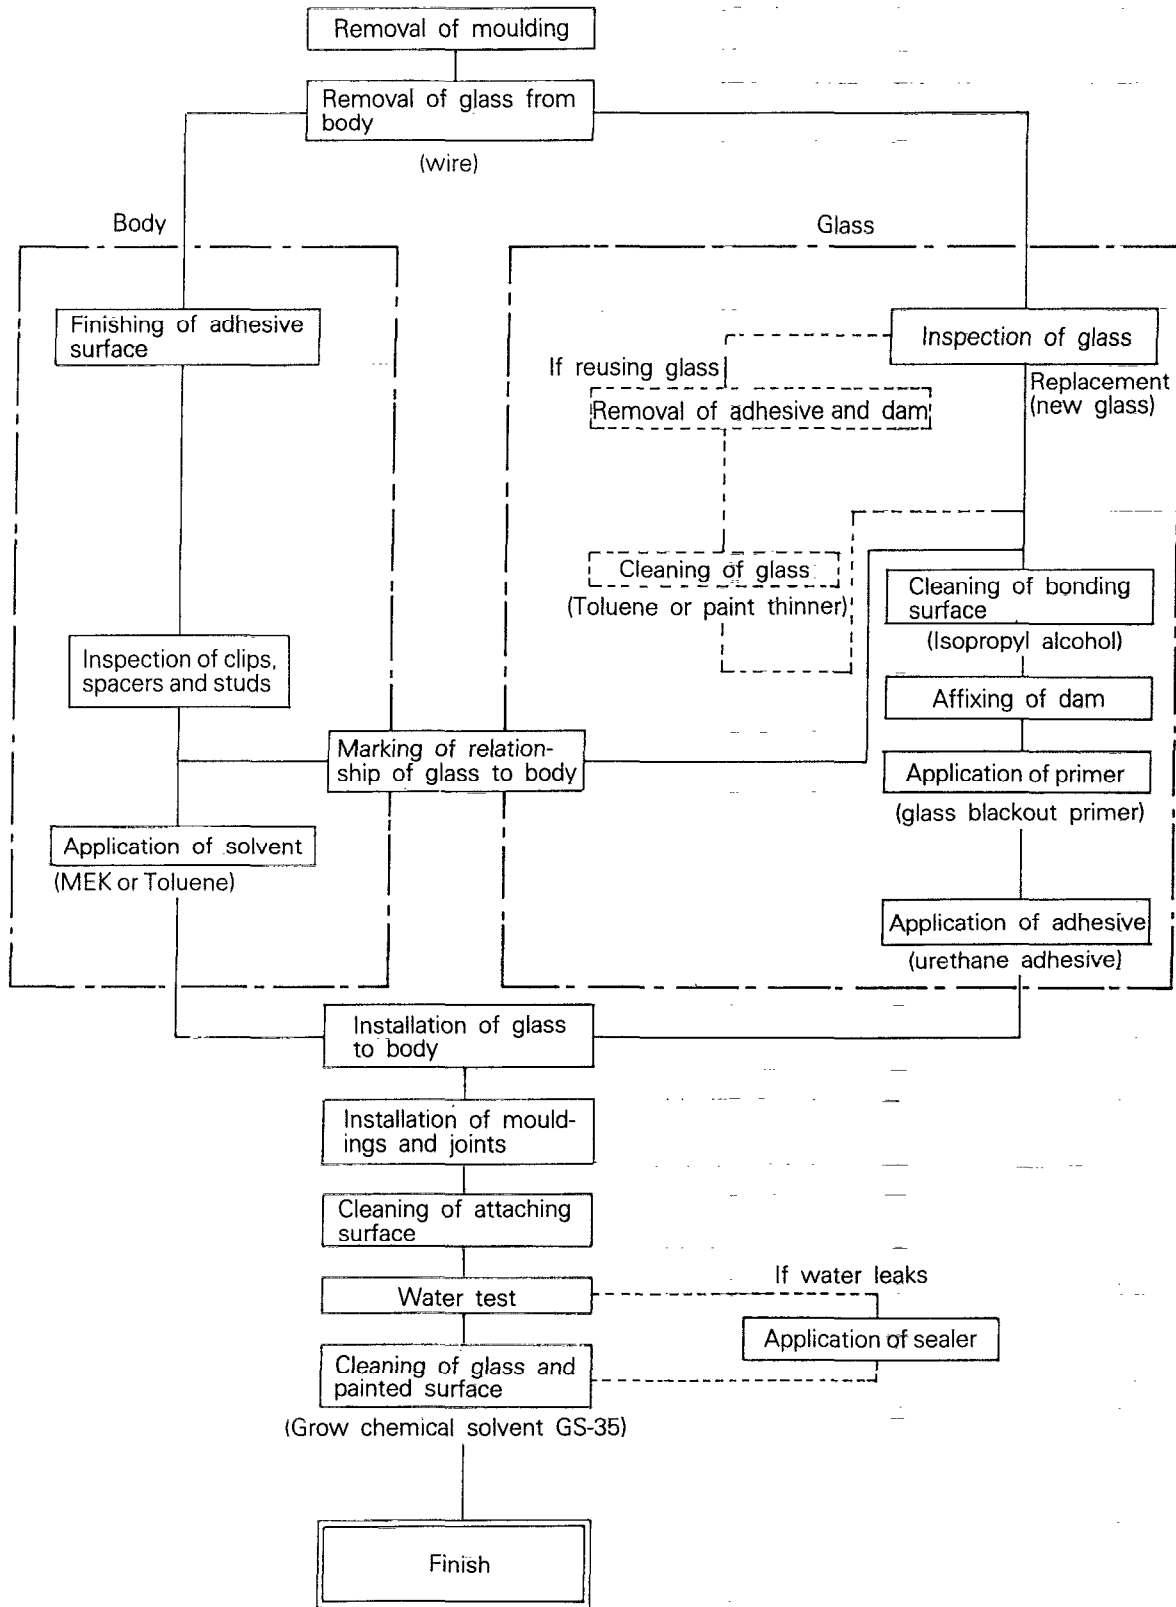 Removal of moulding
Removal of glass from
body
(wire)
Body
Glass
Finishing of adhesive
surface
Inspection of glass
If reusing glass
Replacement
(new glass)
Removal of adhesive and dam
Cleaning of glass
(Toluene or paint thinner)
Cleaning of bonding
surface
(Isopropyl alcohol)
Inspection of clips,
spacers and studs
Affixing of dam
Marking of relation-
ship of glass to body
Application of primer
(glass blackout primer)
Application of solvent
(MEK or Toluene)
Application of adhesive
(urethane adhesive)
Installation of glass
to body
Installation of mould-
ings and joints
Cleaning of attaching
surface
If water leaks
Water test
Application of sealer
Cleaning of glass and
painted surface
(Grow chemical solvent GS-35)
Finish